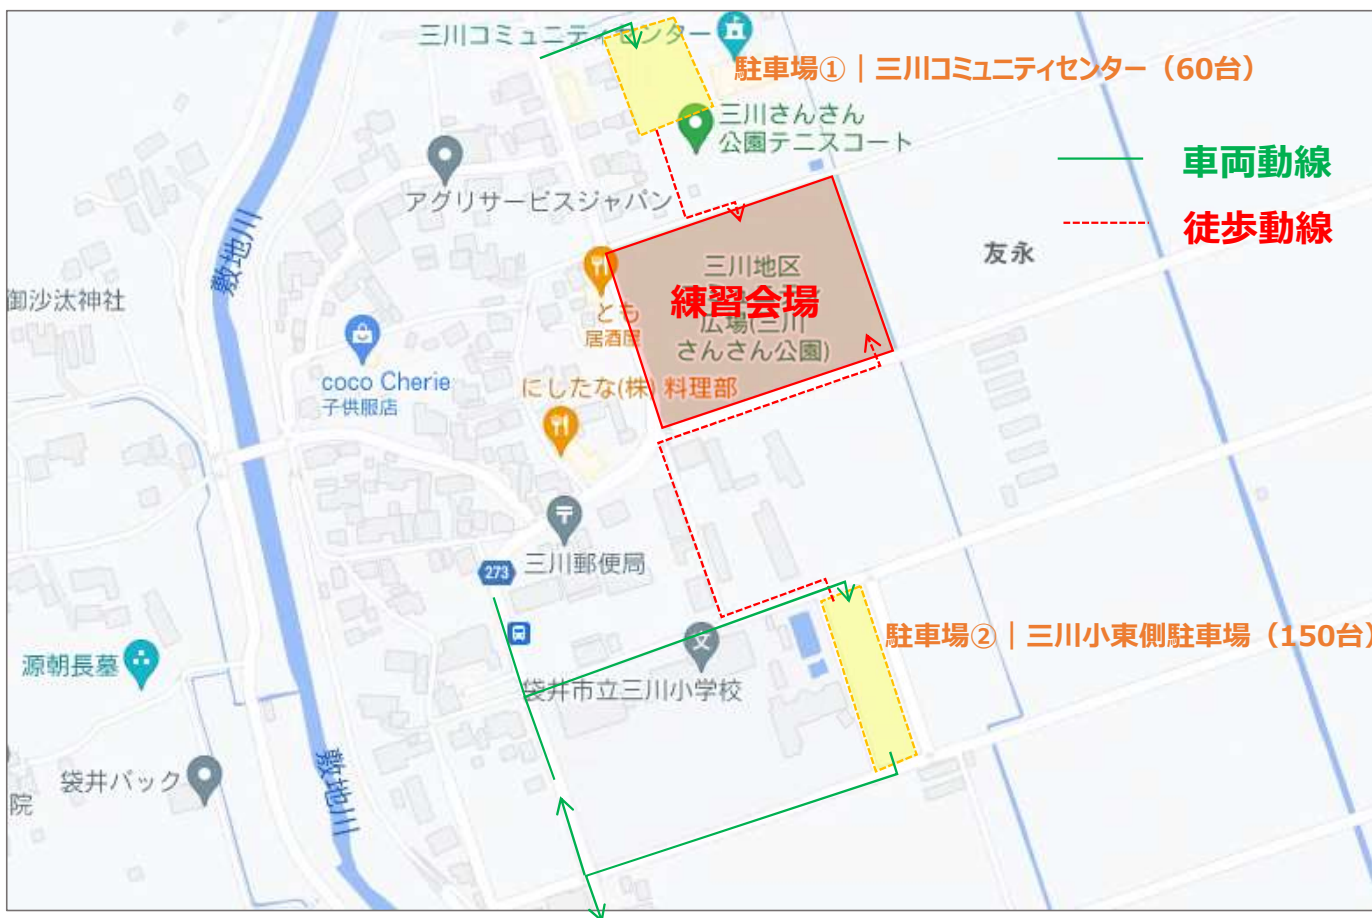 三川コミュニティセンター
駐車場①｜三川コミュニティセンター（60台）
三川さんさん
公園テニスコート
車両動線
アグリサービスジャパン
徒歩動線
敷地川
友永
御沙汰神社
三川地区
練習会場
広場(三川
さんさん公園)
とも
居酒屋
coco Cherie
子供服店
にしたな(株) 料理部
三川郵便局
273
駐車場②｜三川小東側駐車場（150台）
文
源朝長墓
袋井市立三川小学校
袋井パック
院
敷地川